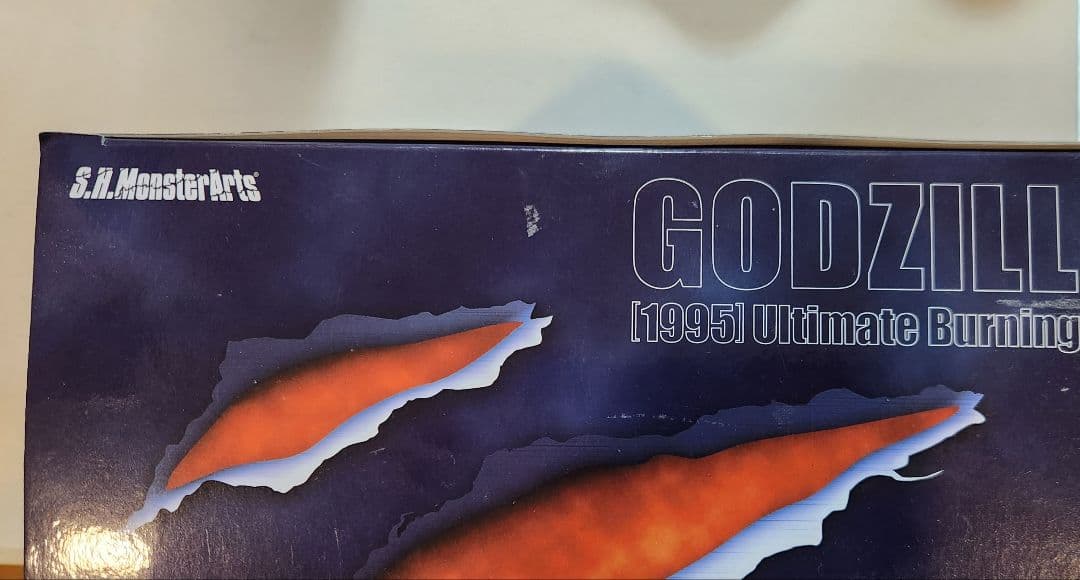 S.H.MonsterArts
GODZILL
[1995] Ultimate Burning